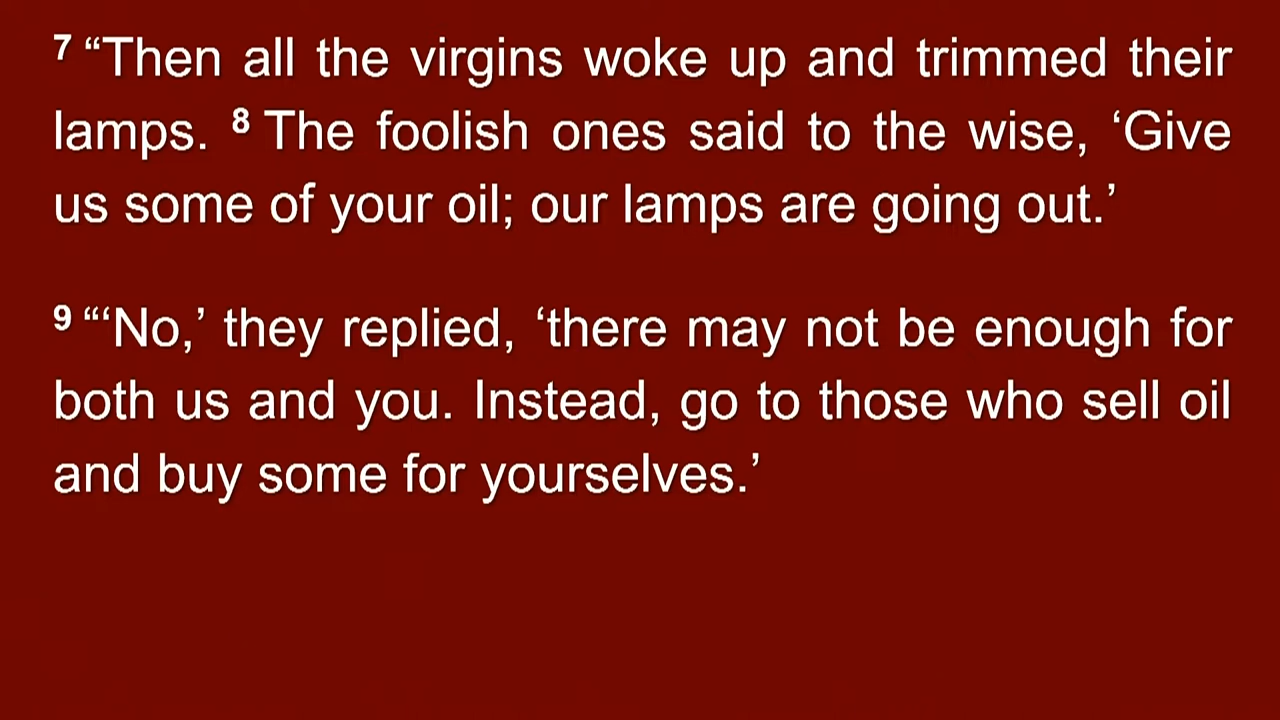 7 “Then all the virgins woke up and trimmed their
lamps. 8 The foolish ones said to the wise, ‘Give
us some of your oil; our lamps are going out.’
9 “‘No,’ they replied, ‘there may not be enough for
both us and you. Instead, go to those who sell oil
and buy some for yourselves.’